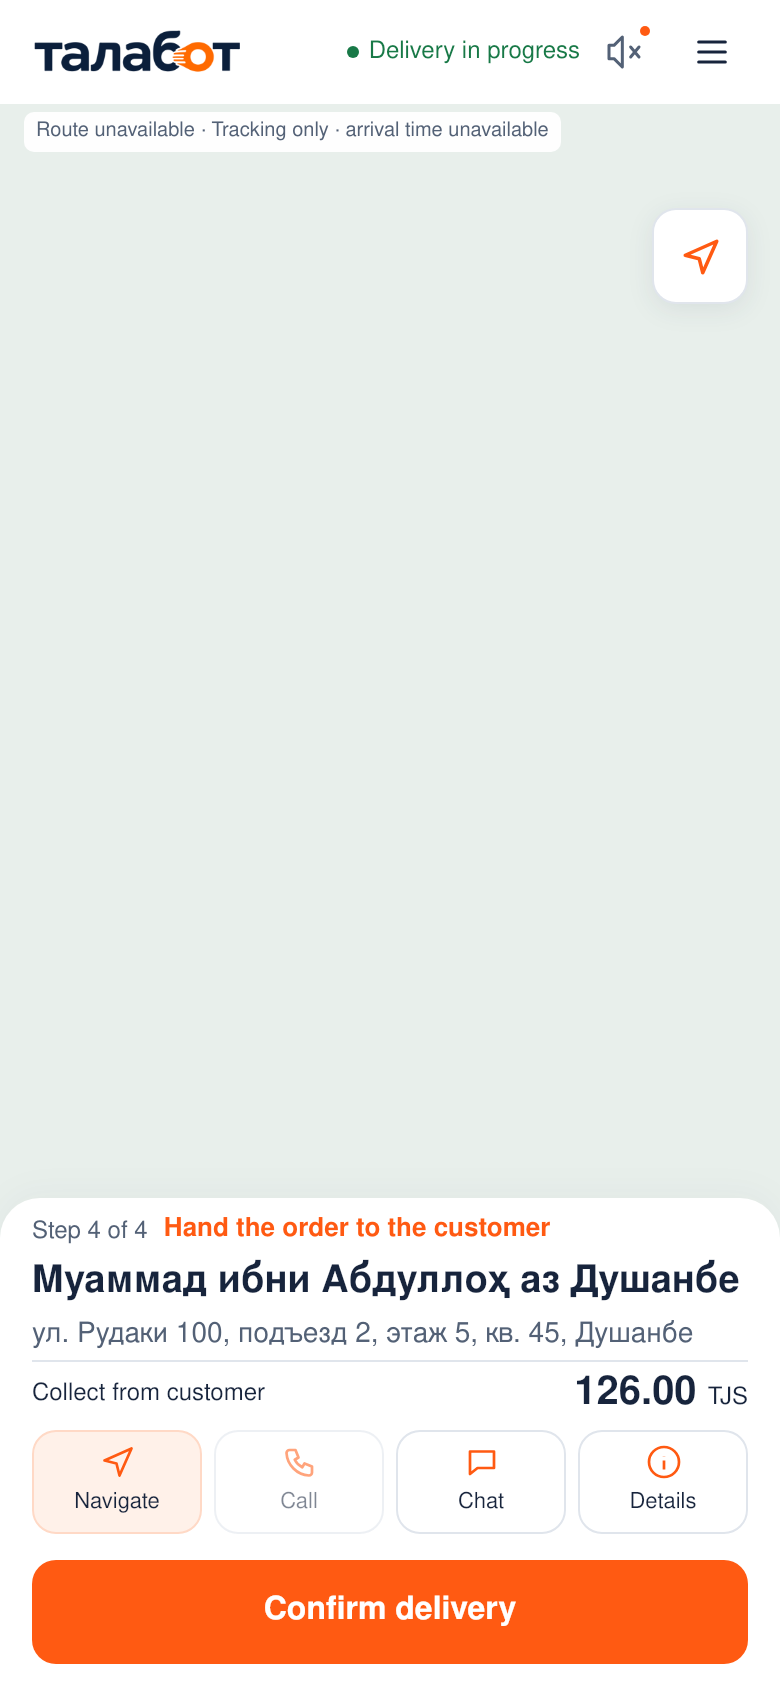 талабот
Delivery in progress
Route unavailable · Tracking only · arrival time unavailable
Step 4 of 4 Hand the order to the customer
Муаммад ибни Абдуллоҳ аз Душанбе
ул. Рудаки 100, подъезд 2, этаж 5, кв. 45, Душанбе
Collect from customer 126.00 TJS
Navigate Call Chat Details
Confirm delivery